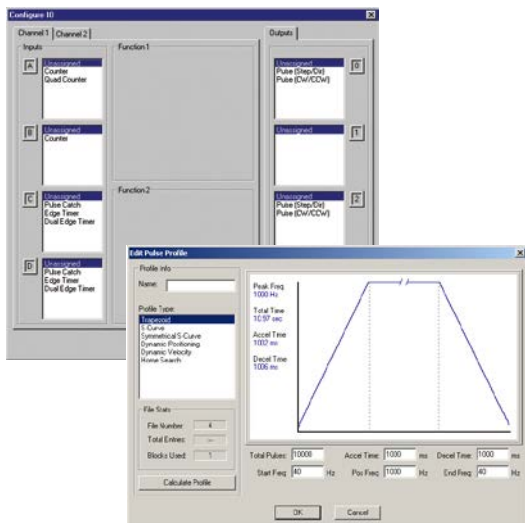 Configure IO
Channel 1 Channel 2
Outputs
Inputs
Function 1
A
Unassigned
Counter
Quad Counter
Unassigned
Pulse (Step/Dir)
Pulse (CW/CCW)
0
B
Unassigned
Counter
Unassigned
1
C
Unassigned
Pulse Catch
Edge Timer
Dual Edge Timer
Function 2
Unassigned
Pulse (Step/Dir)
Pulse (CW/CCW)
2
D
Unassigned
Pulse Catch
Edge Timer
Dual Edge Timer
Edit Pulse Profile
Profile Info
Name:
Profile Type:
Trapezoid
S-Curve
Symmetrical S-Curve
Dynamic Positioning
Dynamic Velocity
Home Search
File Stats
File Number: 4
Total Entries: --
Blocks Used: 1
Calculate Profile
Peak Freq.
1000 Hz
Total Time
10.97 sec
Accel Time
1002 ms
Decel Time
1006 ms
Total Pulses: 10000 Accel Time: 1000 ms Decel Time: 1000 ms
Start Freq: 40 Hz Pos Freq: 1000 Hz End Freq: 40 Hz
OK Cancel